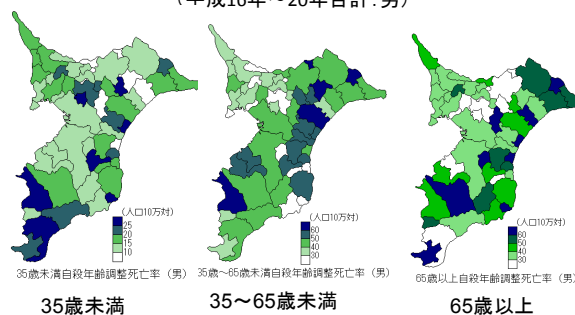 (平成16年～20年合計:男)
(人口10万対)
25
20
15
10
35歳未満自殺年齢調整死亡率（男）
35歳未満
(人口10万対)
60
50
40
30
35歳～65歳未満自殺年齢調整死亡率（男）
35～65歳未満
(人口10万対)
60
50
40
30
65歳以上自殺年齢調整死亡率（男）
65歳以上